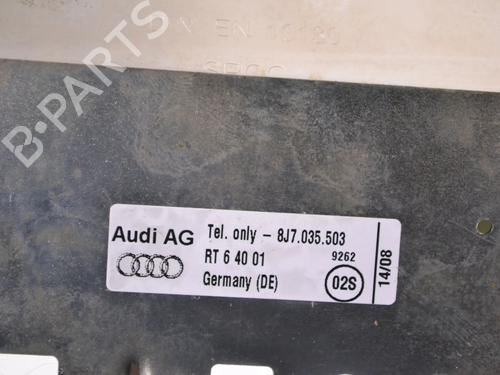 EN 10130
B-PARTS
Audi AG
Tel. only - 8J7.035.503
RT 6 40 01
9262
Germany (DE)
02S
14/08